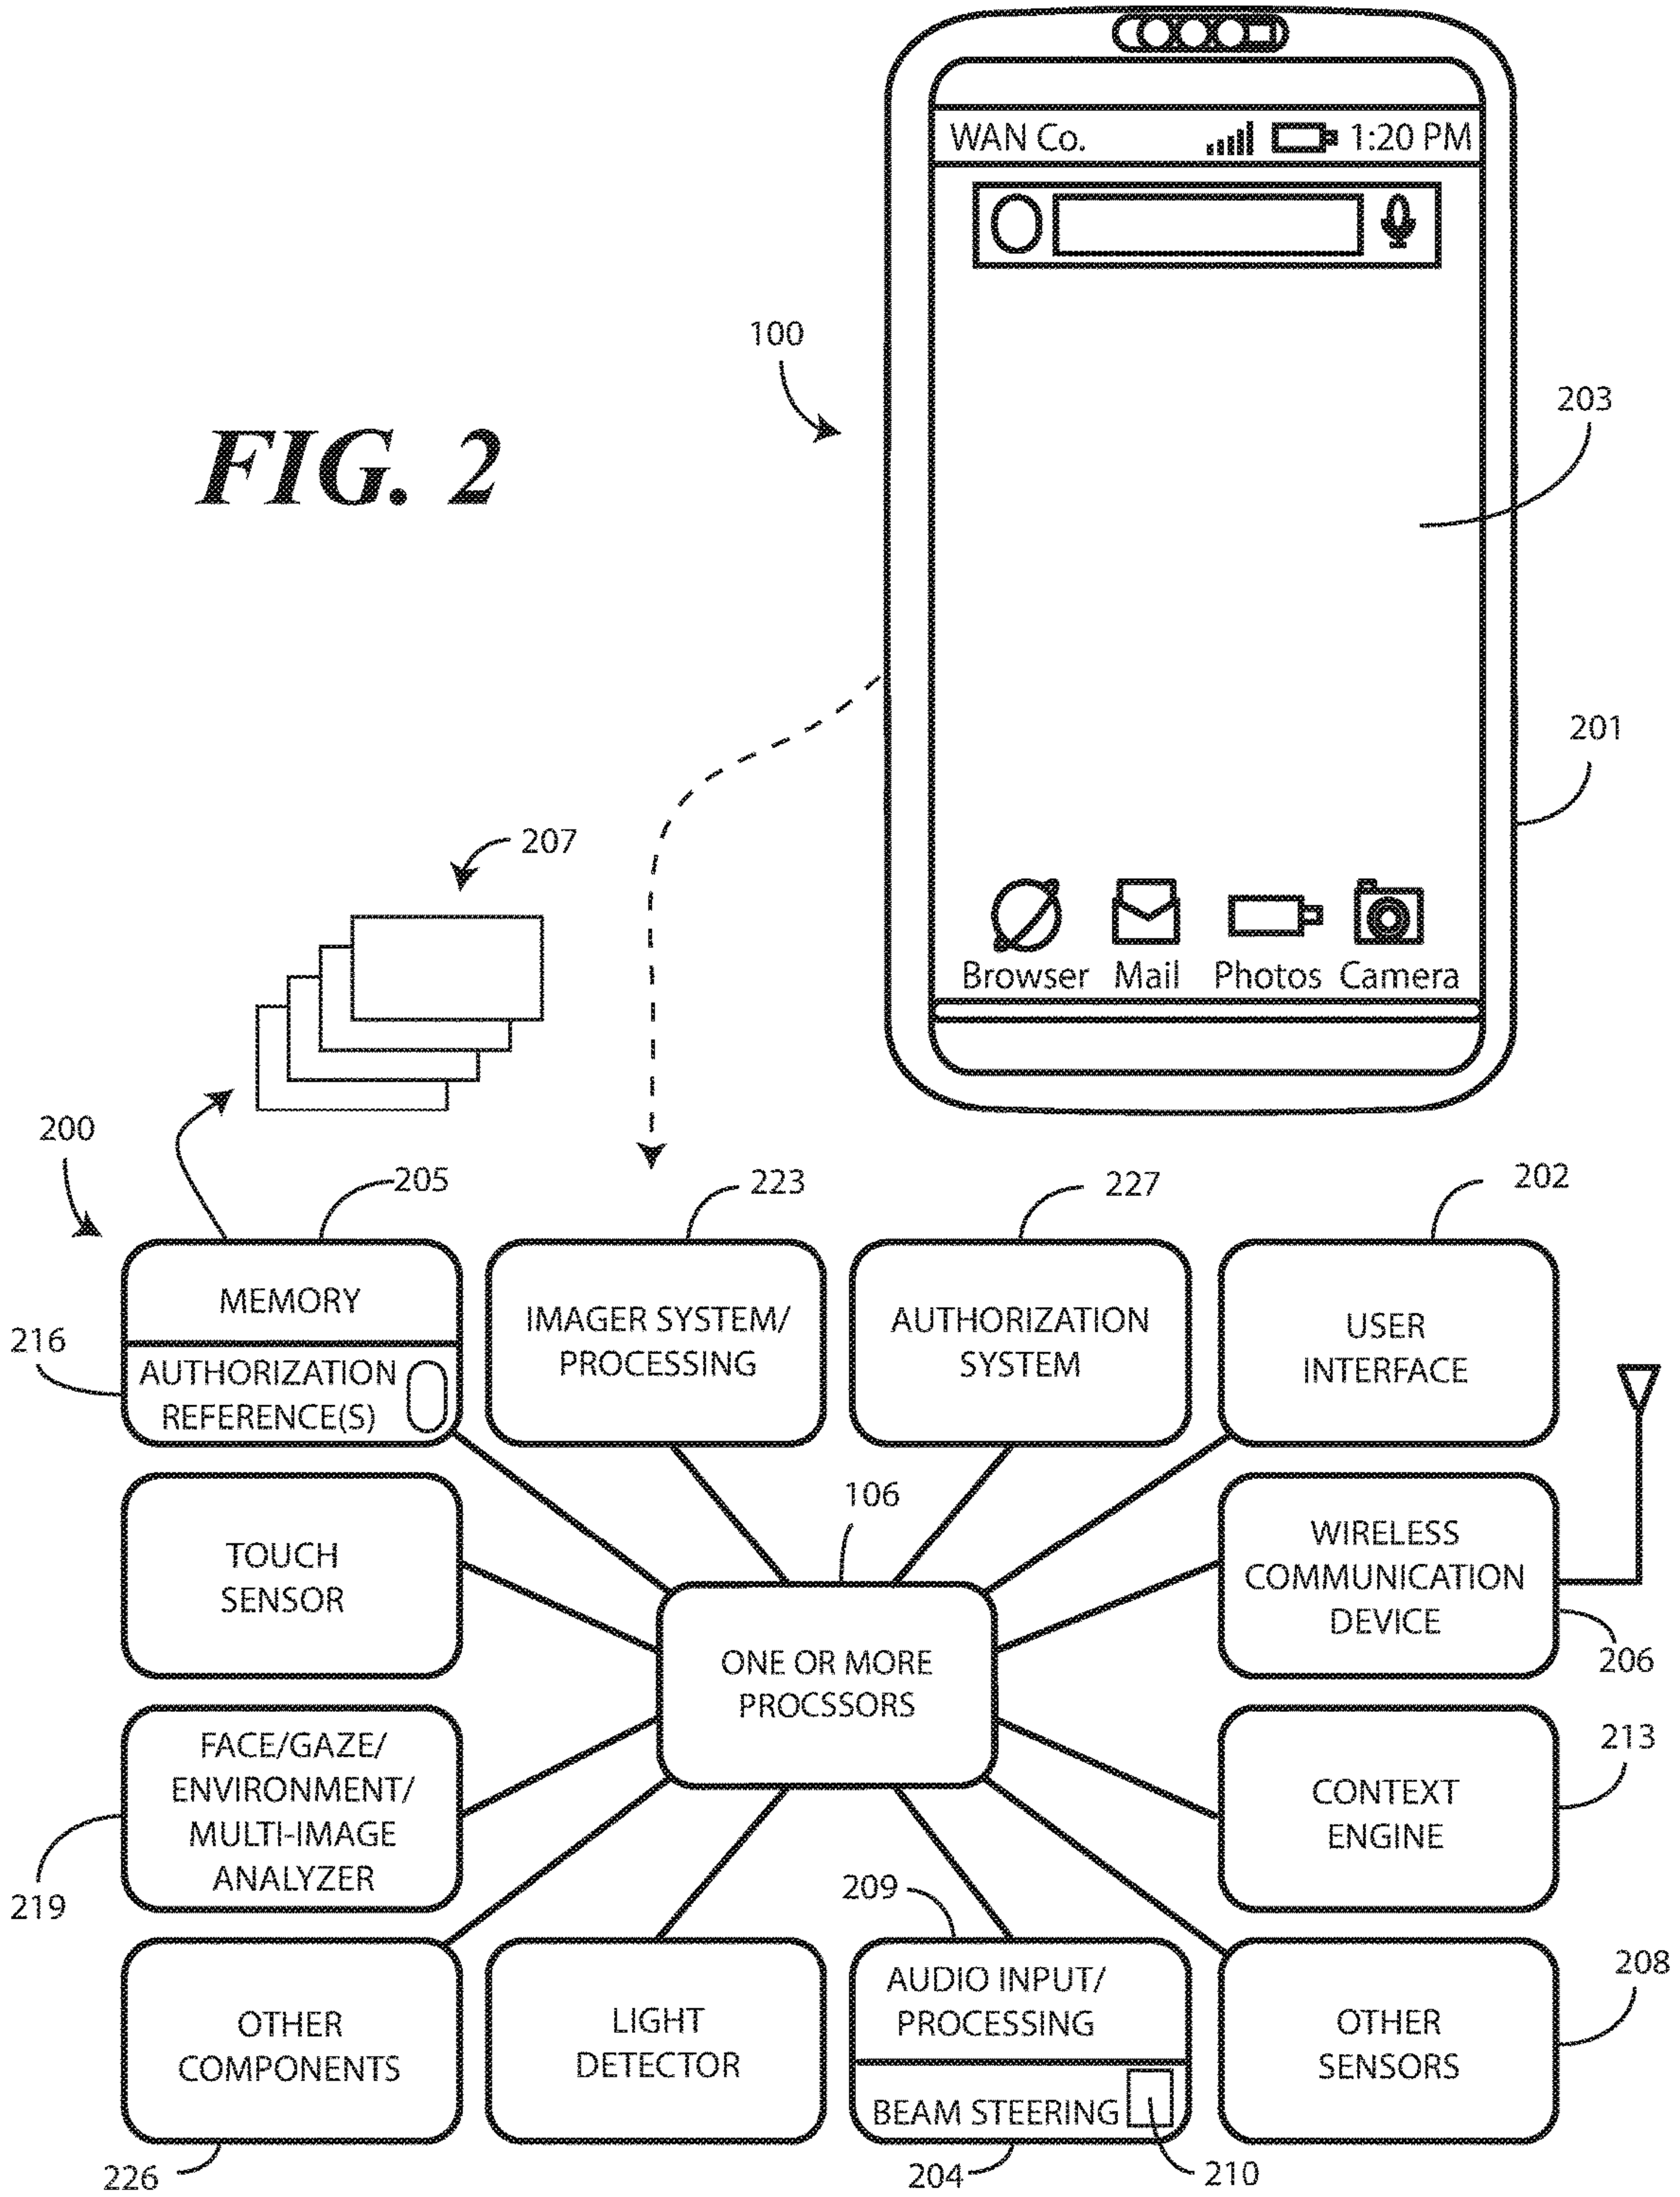 WAN Co. 1:20 PM
100
203
FIG. 2
201
207
Browser Mail Photos Camera
200
205
223
227
202
MEMORY
216
AUTHORIZATION
REFERENCE(S)
IMAGER SYSTEM/
PROCESSING
AUTHORIZATION
SYSTEM
USER
INTERFACE
106
TOUCH
SENSOR
WIRELESS
COMMUNICATION
DEVICE
206
ONE OR MORE
PROCSSORS
FACE/GAZE/
ENVIRONMENT/
MULTI-IMAGE
ANALYZER
219
213
CONTEXT
ENGINE
209
208
OTHER
COMPONENTS
226
LIGHT
DETECTOR
AUDIO INPUT/
PROCESSING
BEAM STEERING
204
210
OTHER
SENSORS